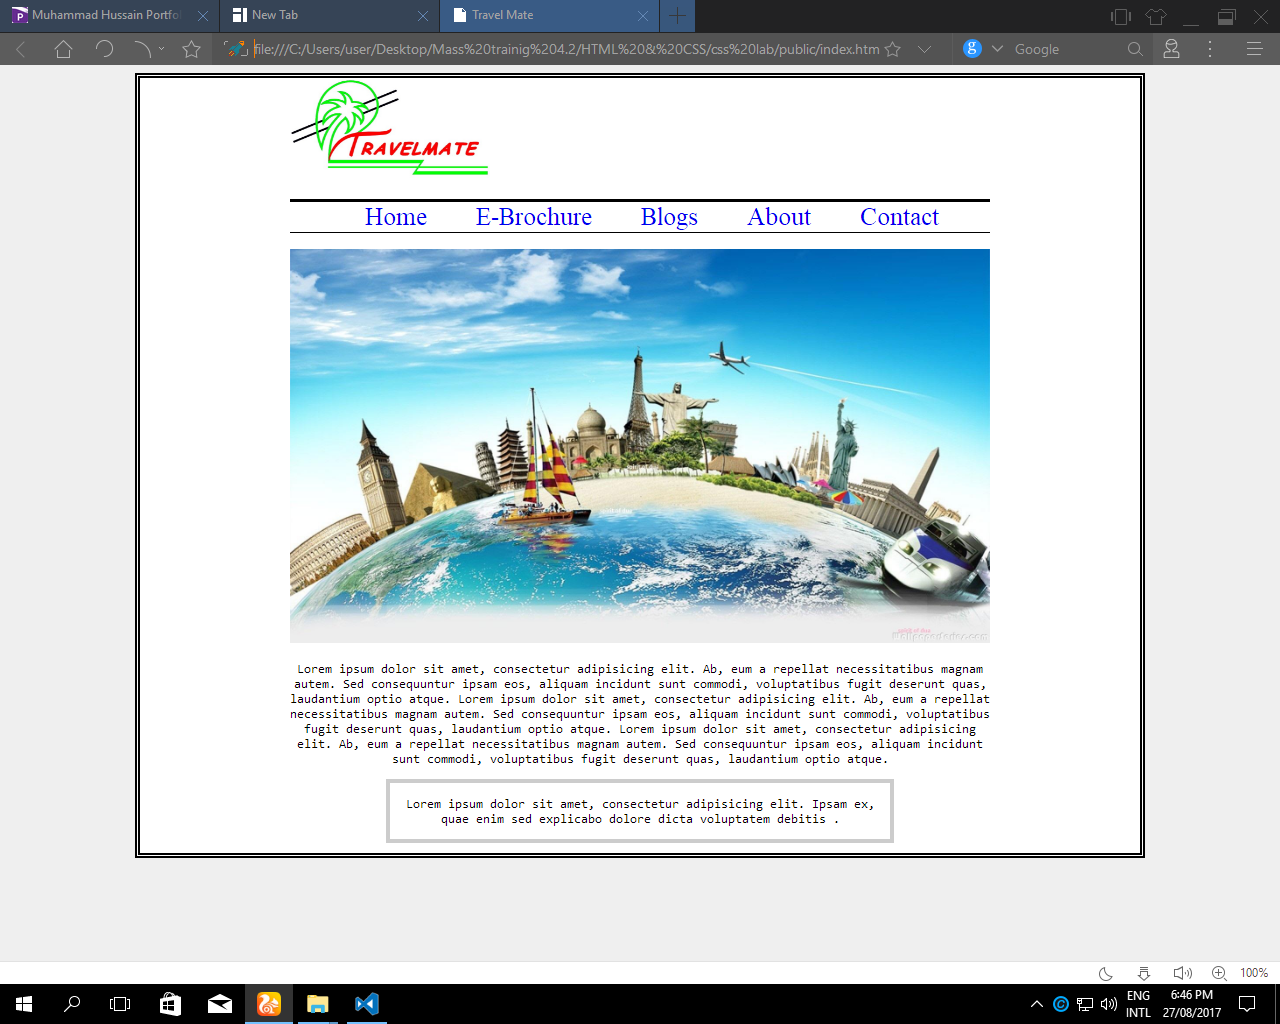 Muhammad Hussain Portfo
New Tab
Travel Mate
file:///C:/Users/user/Desktop/Mass%20trainig%204.2/HTML%20&%20CSS/css%20lab/public/index.htm
Google
TRAVELMATE
Home E-Brochure Blogs About Contact
Lorem ipsum dolor sit amet, consectetur adipisicing elit. Ab, eum a repellat necessitatibus magnam
autem. Sed consequuntur ipsam eos, aliquam incidunt sunt commodi, voluptatibus fugit deserunt quas,
laudantium optio atque. Lorem ipsum dolor sit amet, consectetur adipisicing elit. Ab, eum a repellat
necessitatibus magnam autem. Sed consequuntur ipsam eos, aliquam incidunt sunt commodi, voluptatibus
fugit deserunt quas, laudantium optio atque. Lorem ipsum dolor sit amet, consectetur adipisicing
elit. Ab, eum a repellat necessitatibus magnam autem. Sed consequuntur ipsam eos, aliquam incidunt
sunt commodi, voluptatibus fugit deserunt quas, laudantium optio atque.
Lorem ipsum dolor sit amet, consectetur adipisicing elit. Ipsam ex,
quae enim sed explicabo dolore dicta voluptatem debitis .
100%
ENG
INTL
6:46 PM
27/08/2017